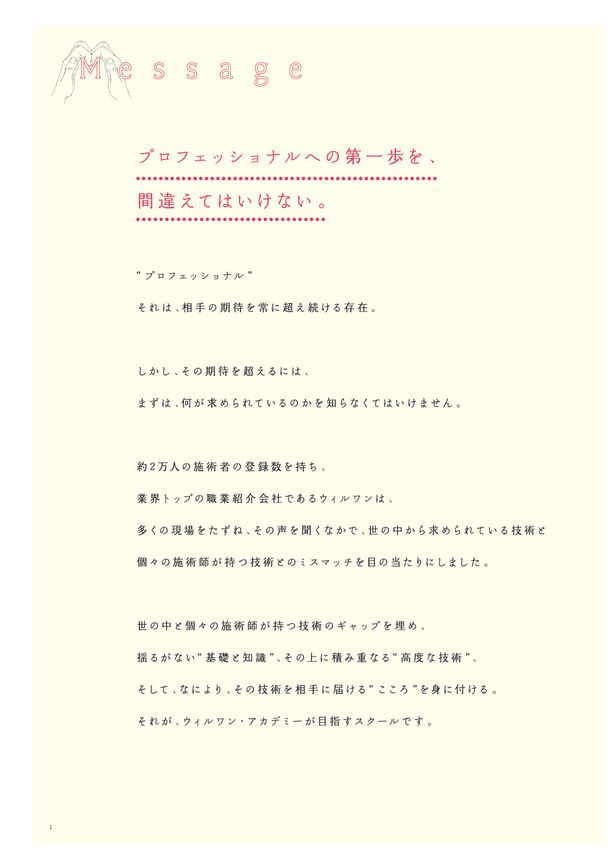 Message
プロフェッショナルへの第一歩を、
間違えてはいけない。
“プロフェッショナル”
それは、相手の期待を常に超え続ける存在。
しかし、その期待を超えるには、
まずは、何が求められているのかを知らなくてはいけません。
約2万人の施術者の登録数を持ち、
業界トップの職業紹介会社であるウィルワンは、
多くの現場をたずね、その声を聞くなかで、世の中から求められている技術と
個々の施術師が持つ技術とのミスマッチを目の当たりにしました。
世の中と個々の施術師が持つ技術のギャップを埋め、
揺るがない“基礎と知識”、その上に積み重なる“高度な技術”、
そして、なにより、その技術を相手に届ける“こころ”を身に付ける。
それが、ウィルワン・アカデミーが目指すスクールです。
1